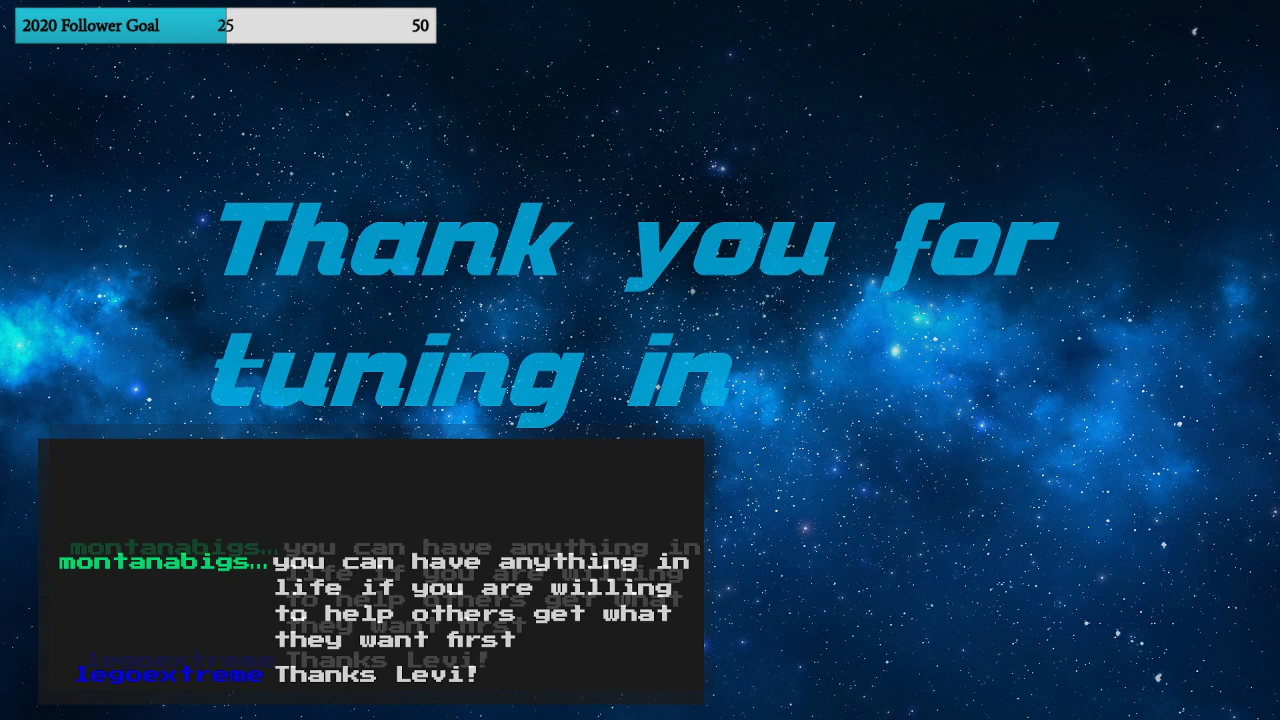 2020 Follower Goal 25 50
Thank you for
tuning in
montanabigs… you can have anything in
life if you are willing
to help others get what
they want first
legoextreme Thanks Levi!